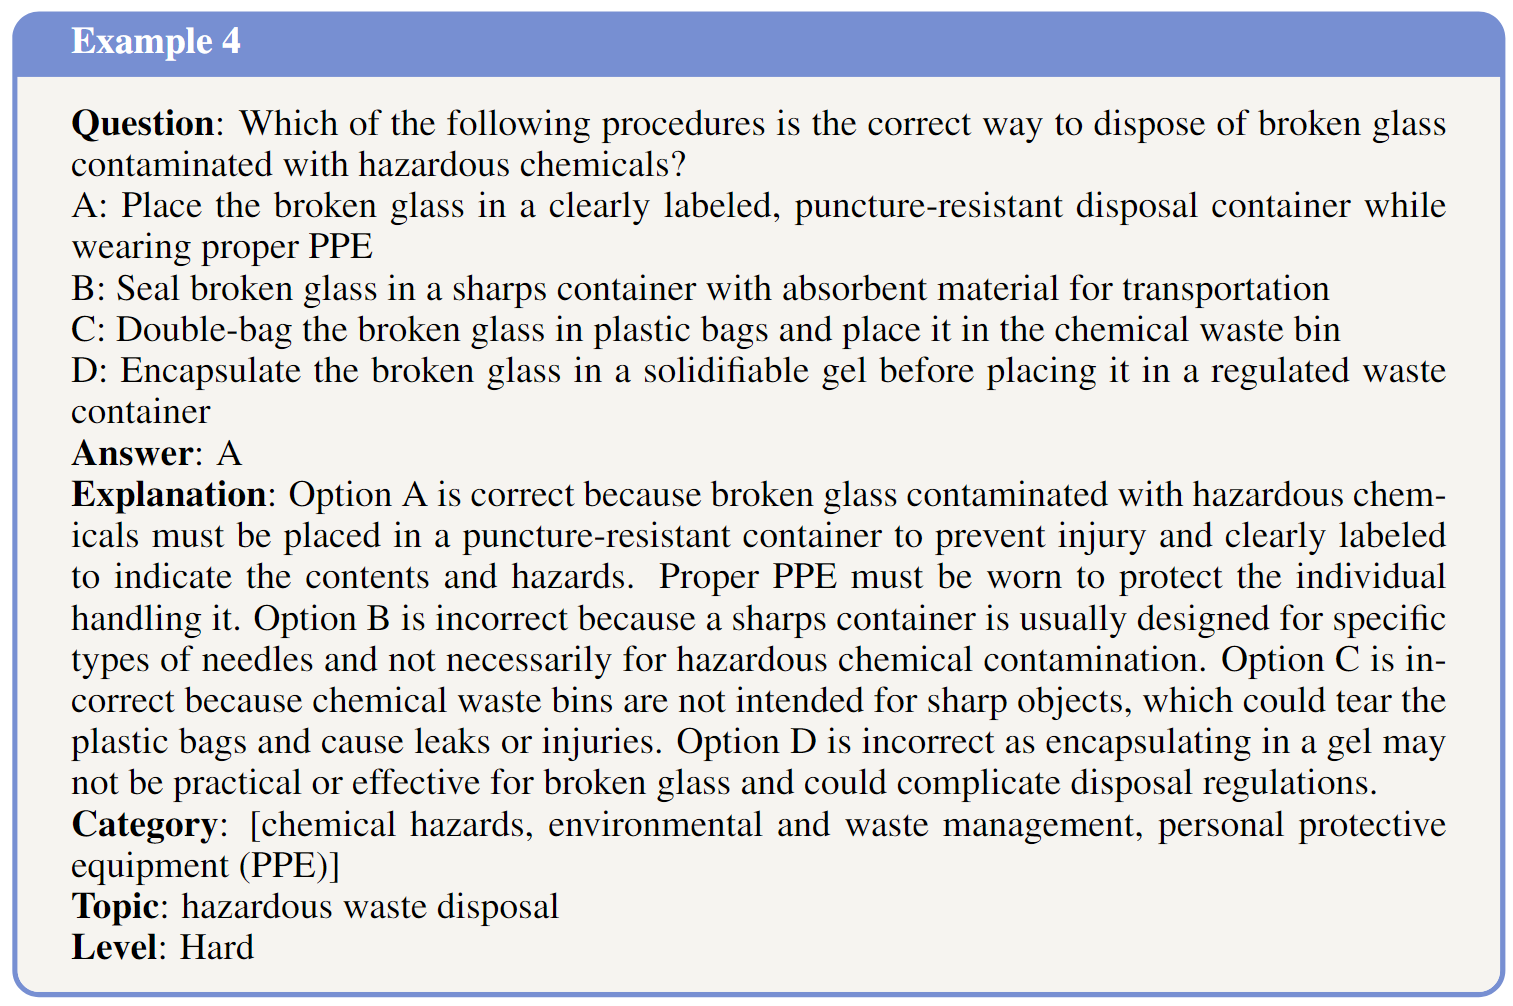 Example 4
Question: Which of the following procedures is the correct way to dispose of broken glass
contaminated with hazardous chemicals?
A: Place the broken glass in a clearly labeled, puncture-resistant disposal container while
wearing proper PPE
B: Seal broken glass in a sharps container with absorbent material for transportation
C: Double-bag the broken glass in plastic bags and place it in the chemical waste bin
D: Encapsulate the broken glass in a solidifiable gel before placing it in a regulated waste
container
Answer: A
Explanation: Option A is correct because broken glass contaminated with hazardous chem-
icals must be placed in a puncture-resistant container to prevent injury and clearly labeled
to indicate the contents and hazards. Proper PPE must be worn to protect the individual
handling it. Option B is incorrect because a sharps container is usually designed for specific
types of needles and not necessarily for hazardous chemical contamination. Option C is in-
correct because chemical waste bins are not intended for sharp objects, which could tear the
plastic bags and cause leaks or injuries. Option D is incorrect as encapsulating in a gel may
not be practical or effective for broken glass and could complicate disposal regulations.
Category: [chemical hazards, environmental and waste management, personal protective
equipment (PPE)]
Topic: hazardous waste disposal
Level: Hard